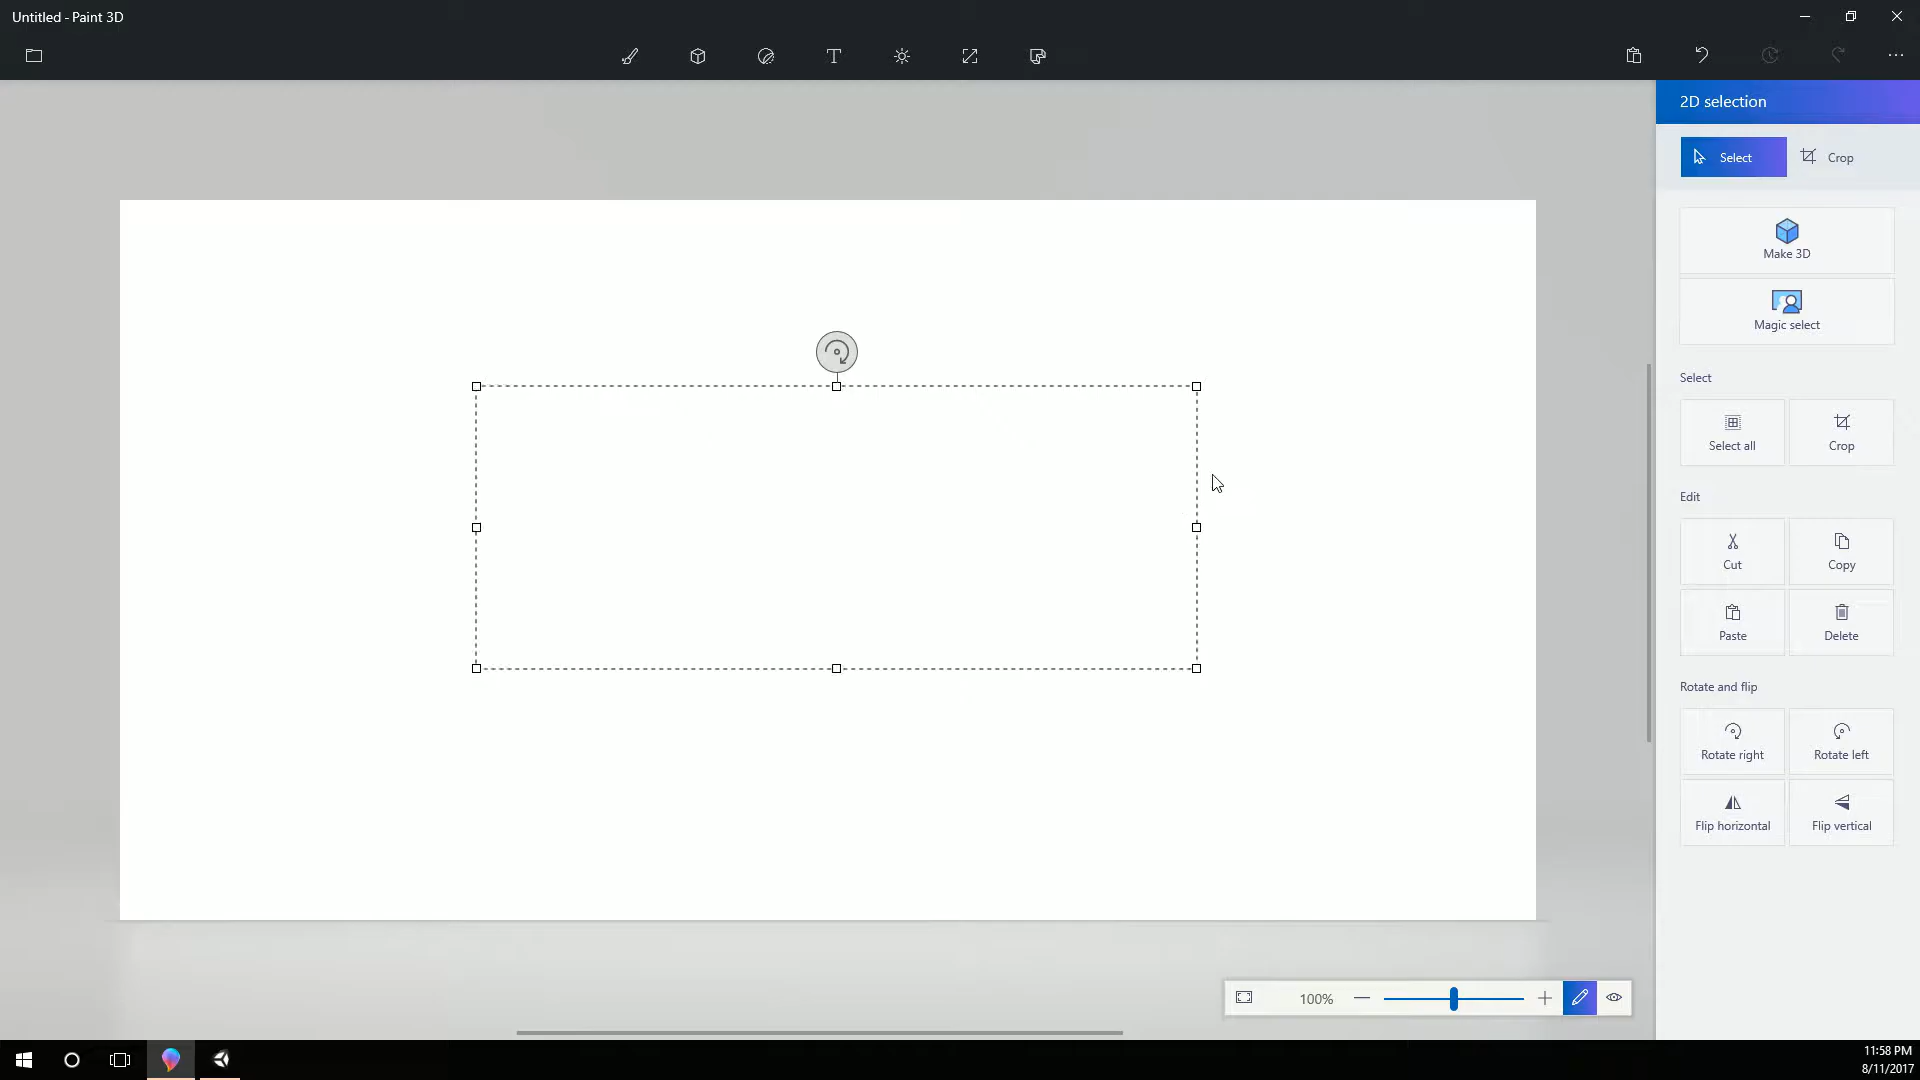 Untitled - Paint 3D
2D selection
Select
Crop
Make 3D
Magic select
Select
Select all
Crop
Edit
Cut
Copy
Paste
Delete
Rotate and flip
Rotate right
Rotate left
Flip horizontal
Flip vertical
100%
11:58 PM
8/11/2017